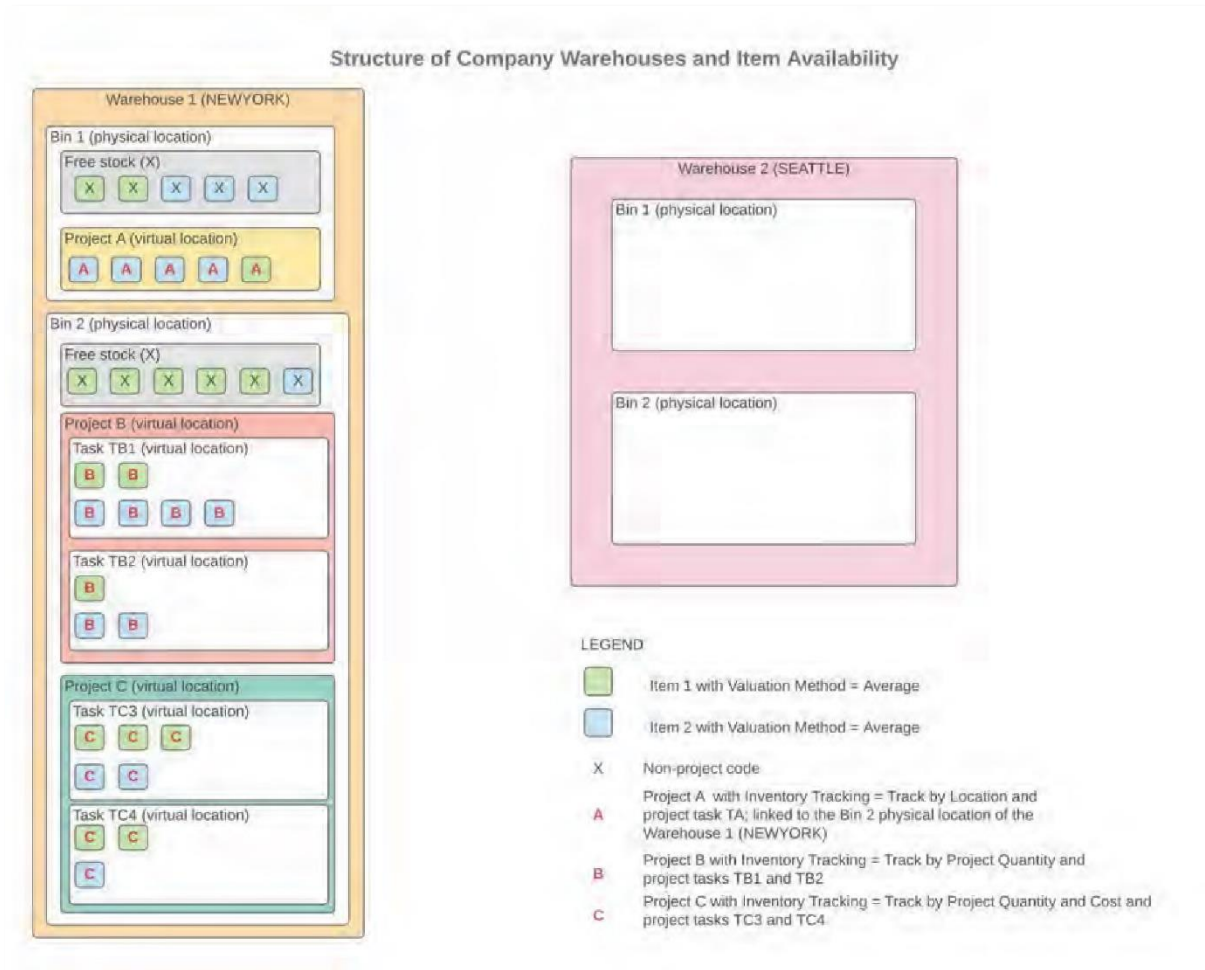 Structure of Company Warehouses and Item Availability
Warehouse 1 (NEWYORK)
Bin 1 (physical location)
Free stock (X)
X X X X X
Project A (virtual location)
A A A A A
Bin 2 (physical location)
Free stock (X)
X X X X X X
Project B (virtual location)
Task TB1 (virtual location)
B B
B B B B
Task TB2 (virtual location)
B
B B
Project C (virtual location)
Task TC3 (virtual location)
C C C
C C
Task TC4 (virtual location)
C C
C
Warehouse 2 (SEATTLE)
Bin 1 (physical location)
Bin 2 (physical location)
LEGEND
Item 1 with Valuation Method = Average
Item 2 with Valuation Method = Average
X Non-project code
Project A with Inventory Tracking = Track by Location and
A project task TA; linked to the Bin 2 physical location of the
Warehouse 1 (NEWYORK)
Project B with Inventory Tracking = Track by Project Quantity and
B project tasks TB1 and TB2
Project C with Inventory Tracking = Track by Project Quantity and Cost and
C project tasks TC3 and TC4